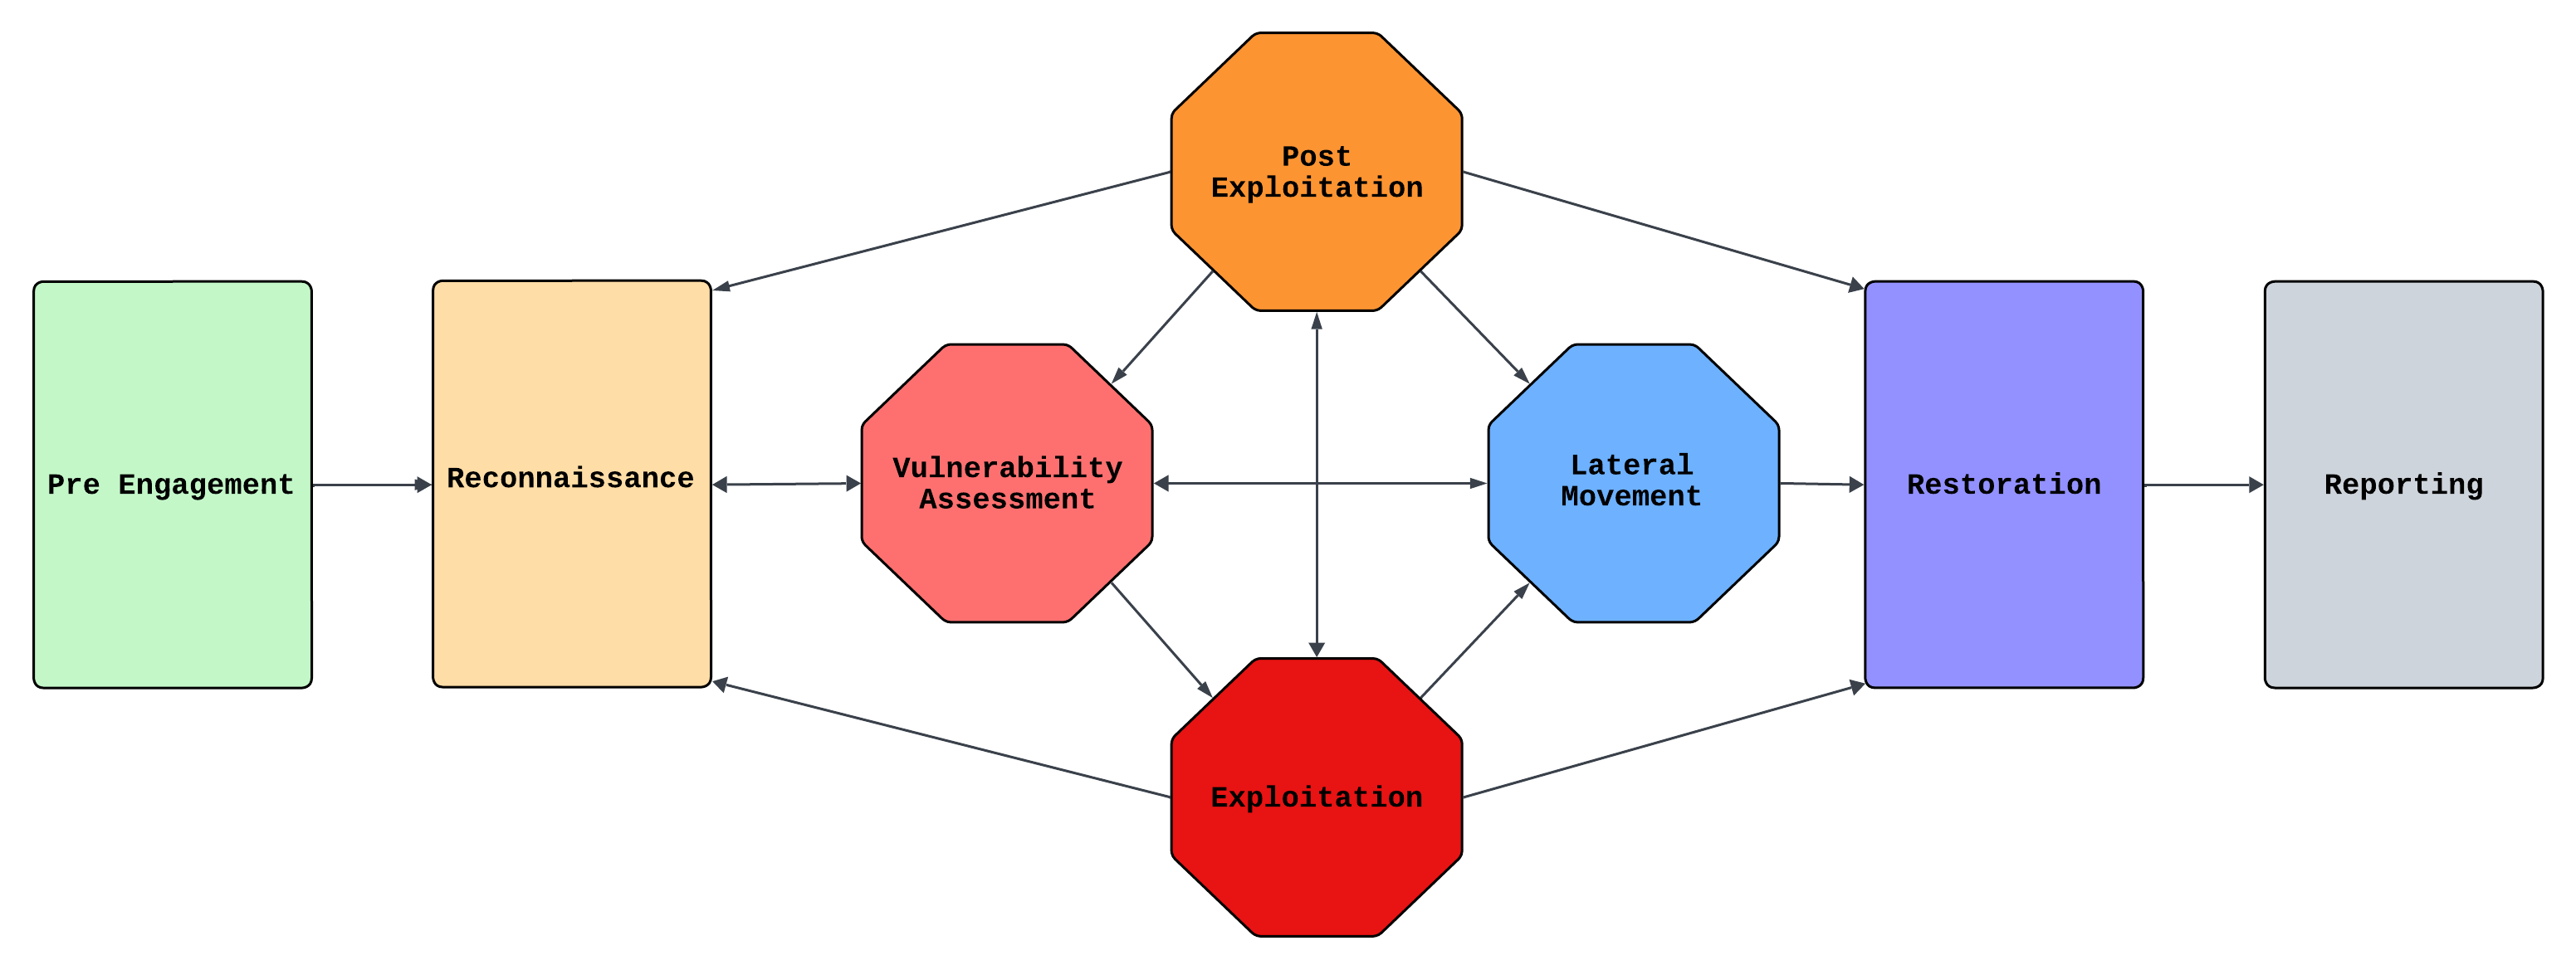 Pre Engagement
Reconnaissance
Post
Exploitation
Vulnerability
Assessment
Lateral
Movement
Exploitation
Restoration
Reporting